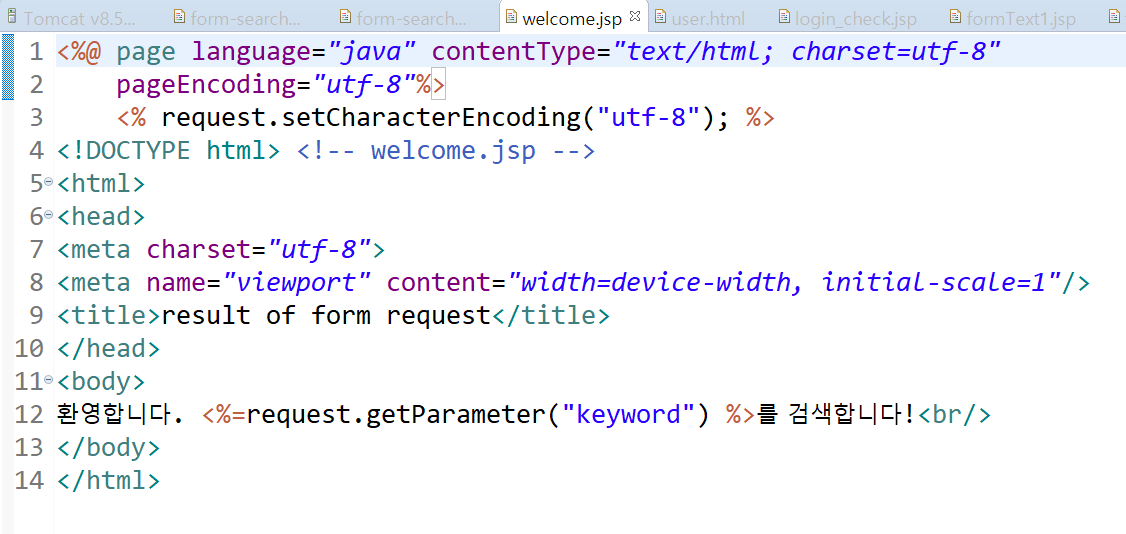 Tomcat v8.5... form-search... form-search... welcome.jsp user.html login_check.jsp formText1.jsp
1 <%@ page language="java" contentType="text/html; charset=utf-8"
2 pageEncoding="utf-8"%>
3 <% request.setCharacterEncoding("utf-8"); %>
4 <!DOCTYPE html> <!-- welcome.jsp -->
5 <html>
6 <head>
7 <meta charset="utf-8">
8 <meta name="viewport" content="width=device-width, initial-scale=1"/>
9 <title>result of form request</title>
10 </head>
11 <body>
12 환영합니다. <%=request.getParameter("keyword") %>를 검색합니다!<br/>
13 </body>
14 </html>